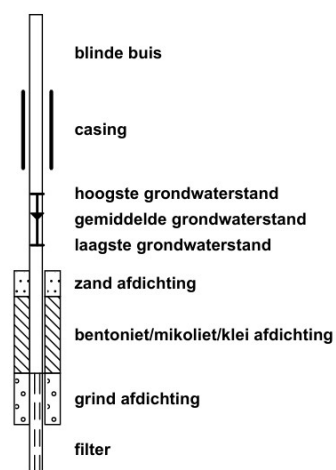 blinde buis
casing
hoogste grondwaterstand
gemiddelde grondwaterstand
laagste grondwaterstand
zand afdichting
bentoniet/mikoliet/klei afdichting
grind afdichting
filter